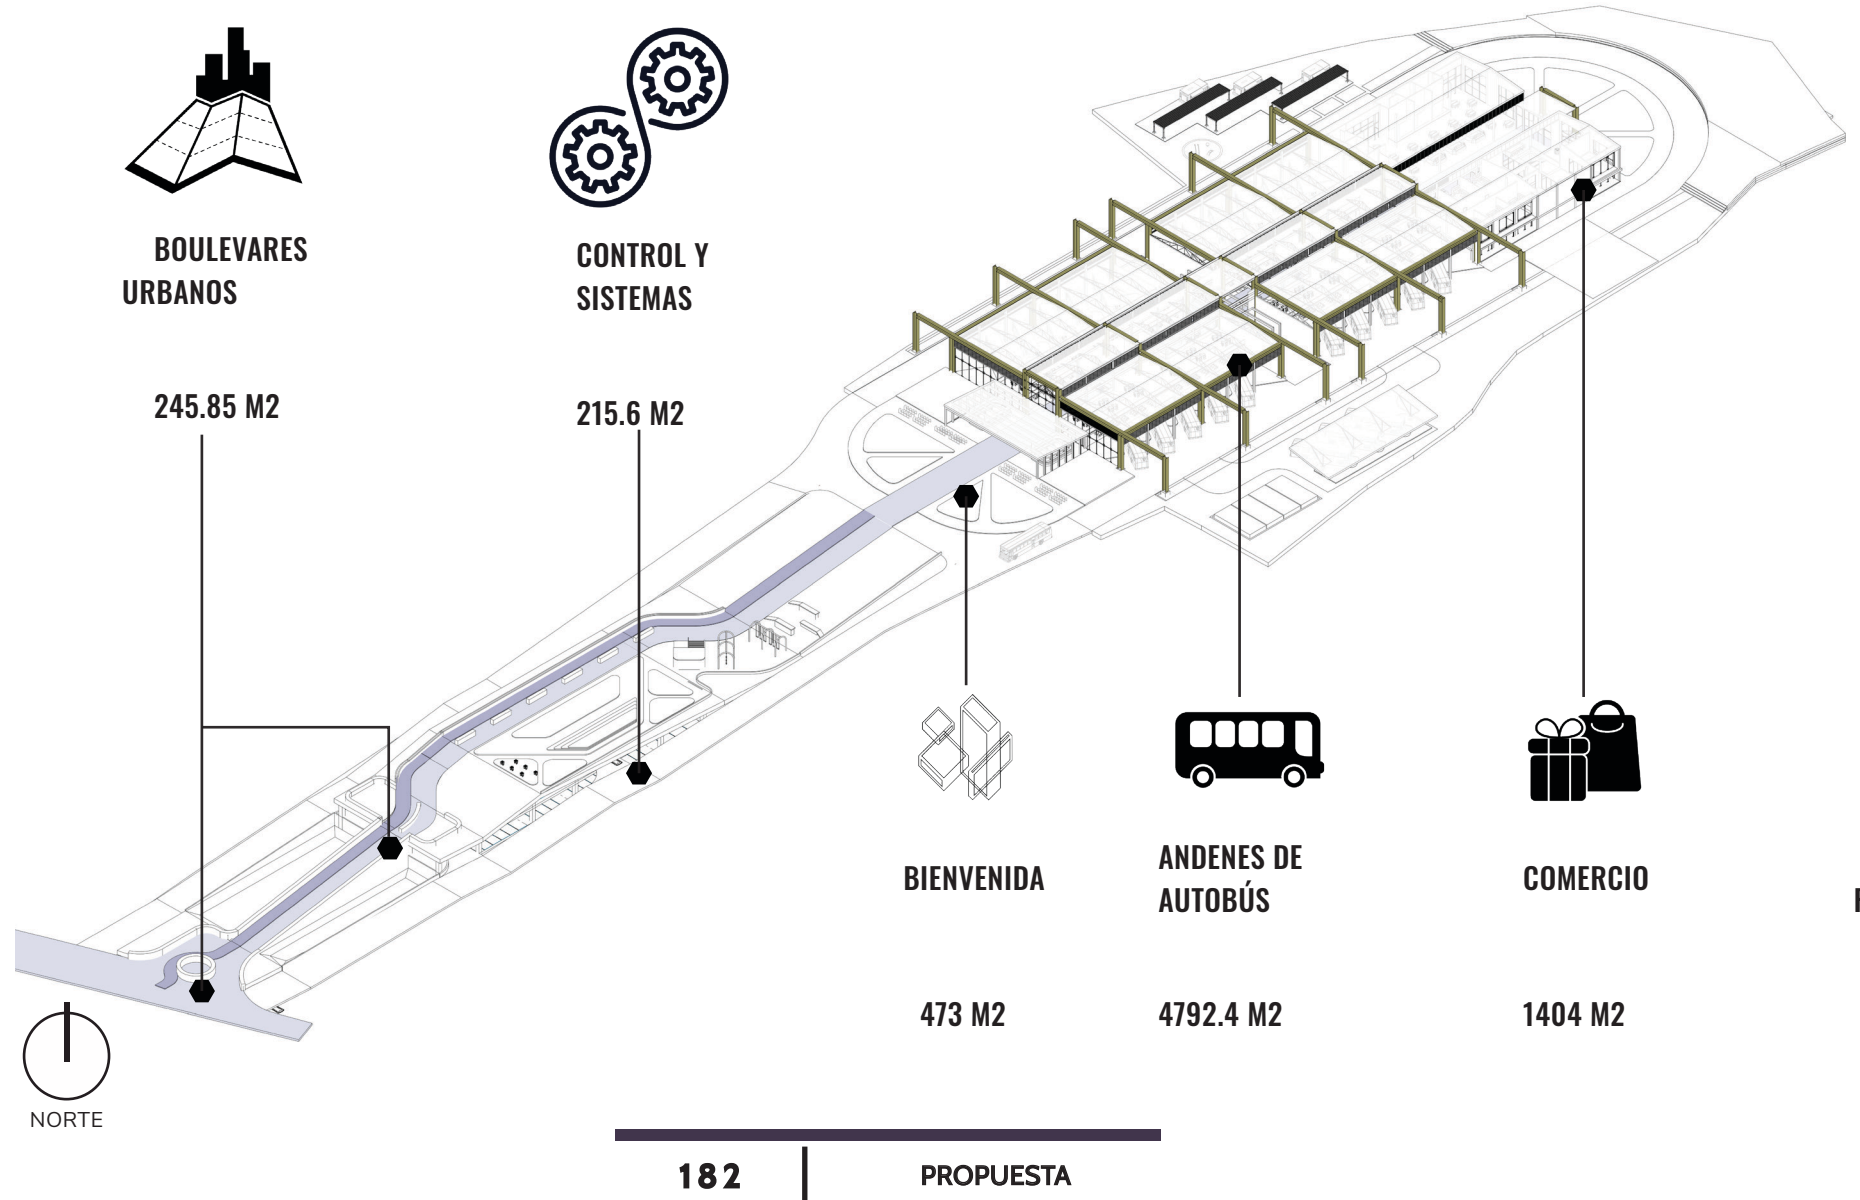 BOULEVARES
URBANOS
245.85 M2
CONTROL Y
SISTEMAS
215.6 M2
BIENVENIDA
473 M2
ANDENES DE
AUTOBÚS
4792.4 M2
COMERCIO
1404 M2
NORTE
182
PROPUESTA